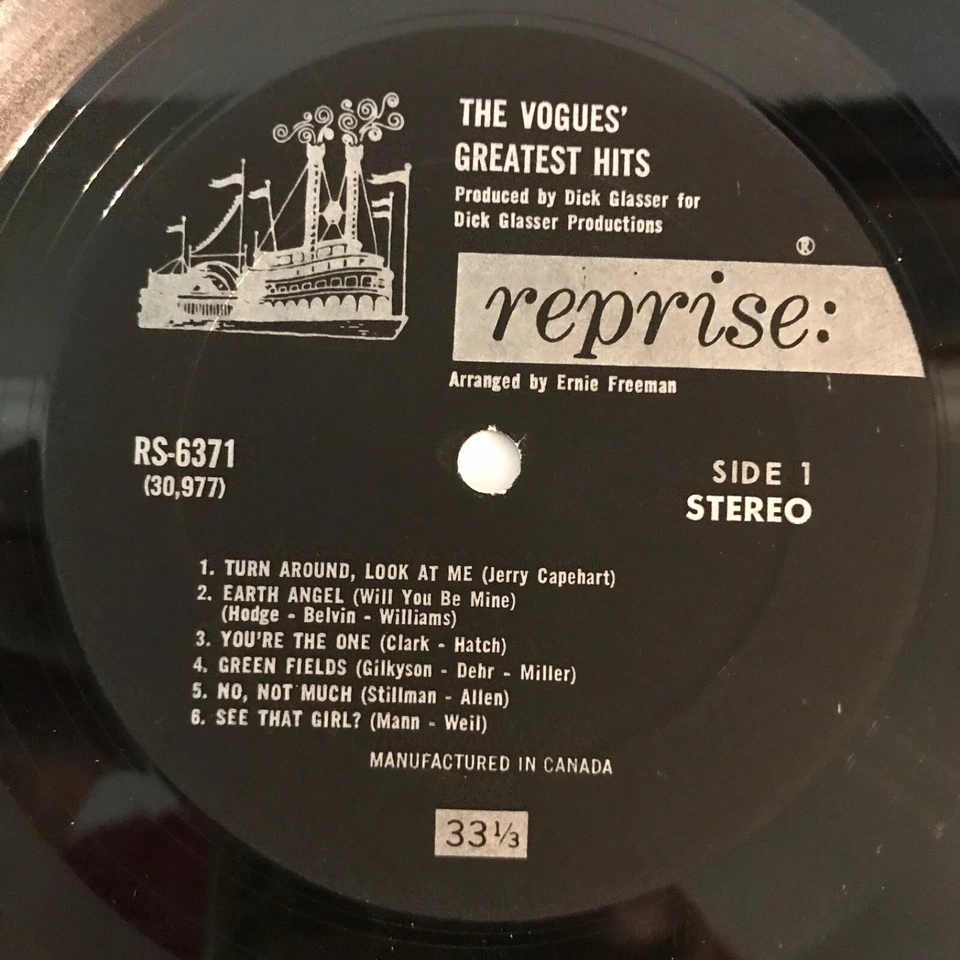 THE VOGUES'
GREATEST HITS
Produced by Dick Glasser for
Dick Glasser Productions
®
reprise:
Arranged by Ernie Freeman
RS-6371
(30,977)
SIDE 1
STEREO
1. TURN AROUND, LOOK AT ME (Jerry Capehart)
2. EARTH ANGEL (Will You Be Mine)
(Hodge - Belvin - Williams)
3. YOU'RE THE ONE (Clark - Hatch)
4. GREEN FIELDS (Gilkyson - Dehr - Miller)
5. NO, NOT MUCH (Stillman - Allen)
6. SEE THAT GIRL? (Mann - Weil)
MANUFACTURED IN CANADA
33⅓